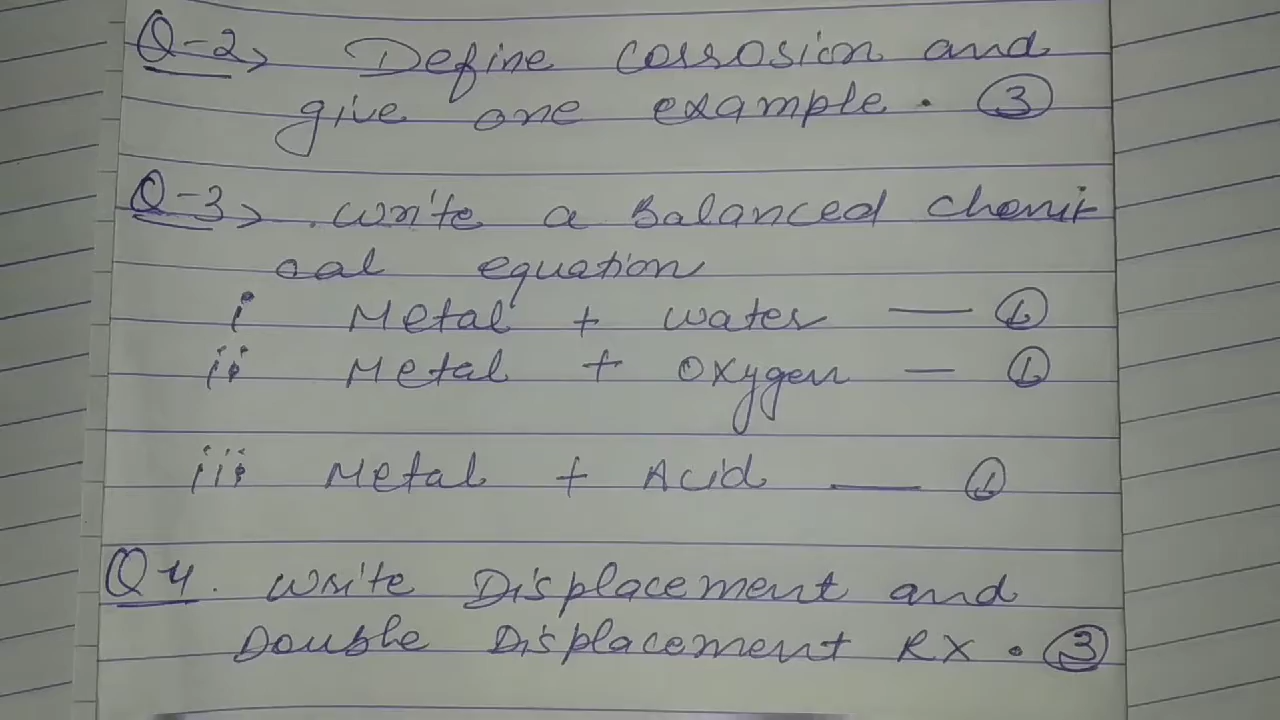 Q-2> Define corrosion and
give one example. (3)
Q-3> Write a Balanced chemi
cal equation
i Metal + water — (1)
ii Metal + Oxygen — (1)
iii Metal + Acid — (1)
Q4. Write Displacement and
Double Displacement RX. (3)